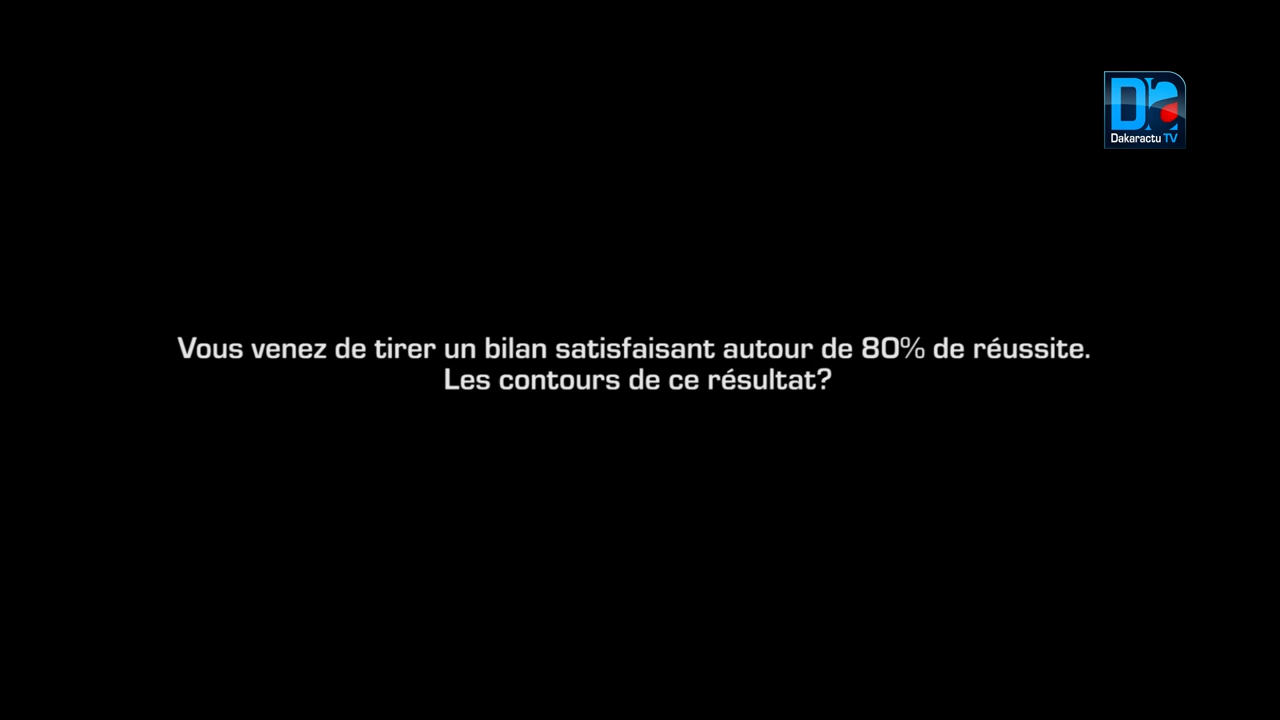 Dakaractu TV
Vous venez de tirer un bilan satisfaisant autour de 80% de réussite.
Les contours de ce résultat?